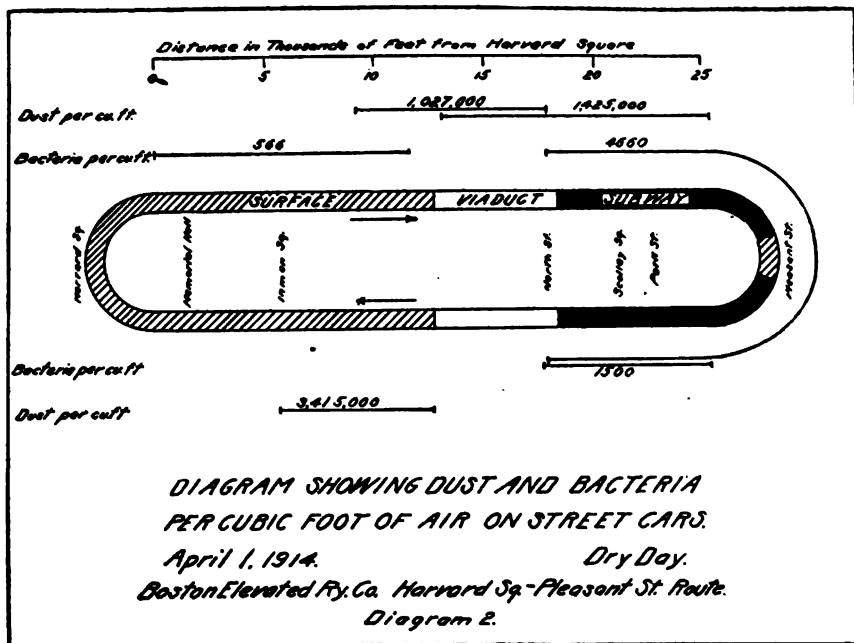 Distance in Thousands of Feet from Harvard Square
0 5 10 15 20 25
Dust per cu.ft. 1,027,000 1,425,000
Bacteria per cu.ft. 566 4660
SURFACE VIADUCT SUBWAY
Harvard Sq. Memorial Hall Inman Sq. North St. Scollay Sq. Park St. Pleasant St.
Bacteria per cu.ft 1500
Dust per cu.ft 3,415,000
DIAGRAM SHOWING DUST AND BACTERIA
PER CUBIC FOOT OF AIR ON STREET CARS.
April 1, 1914. Dry Day.
Boston Elevated Ry. Co. Harvard Sq.-Pleasant St. Route.
Diagram 2.